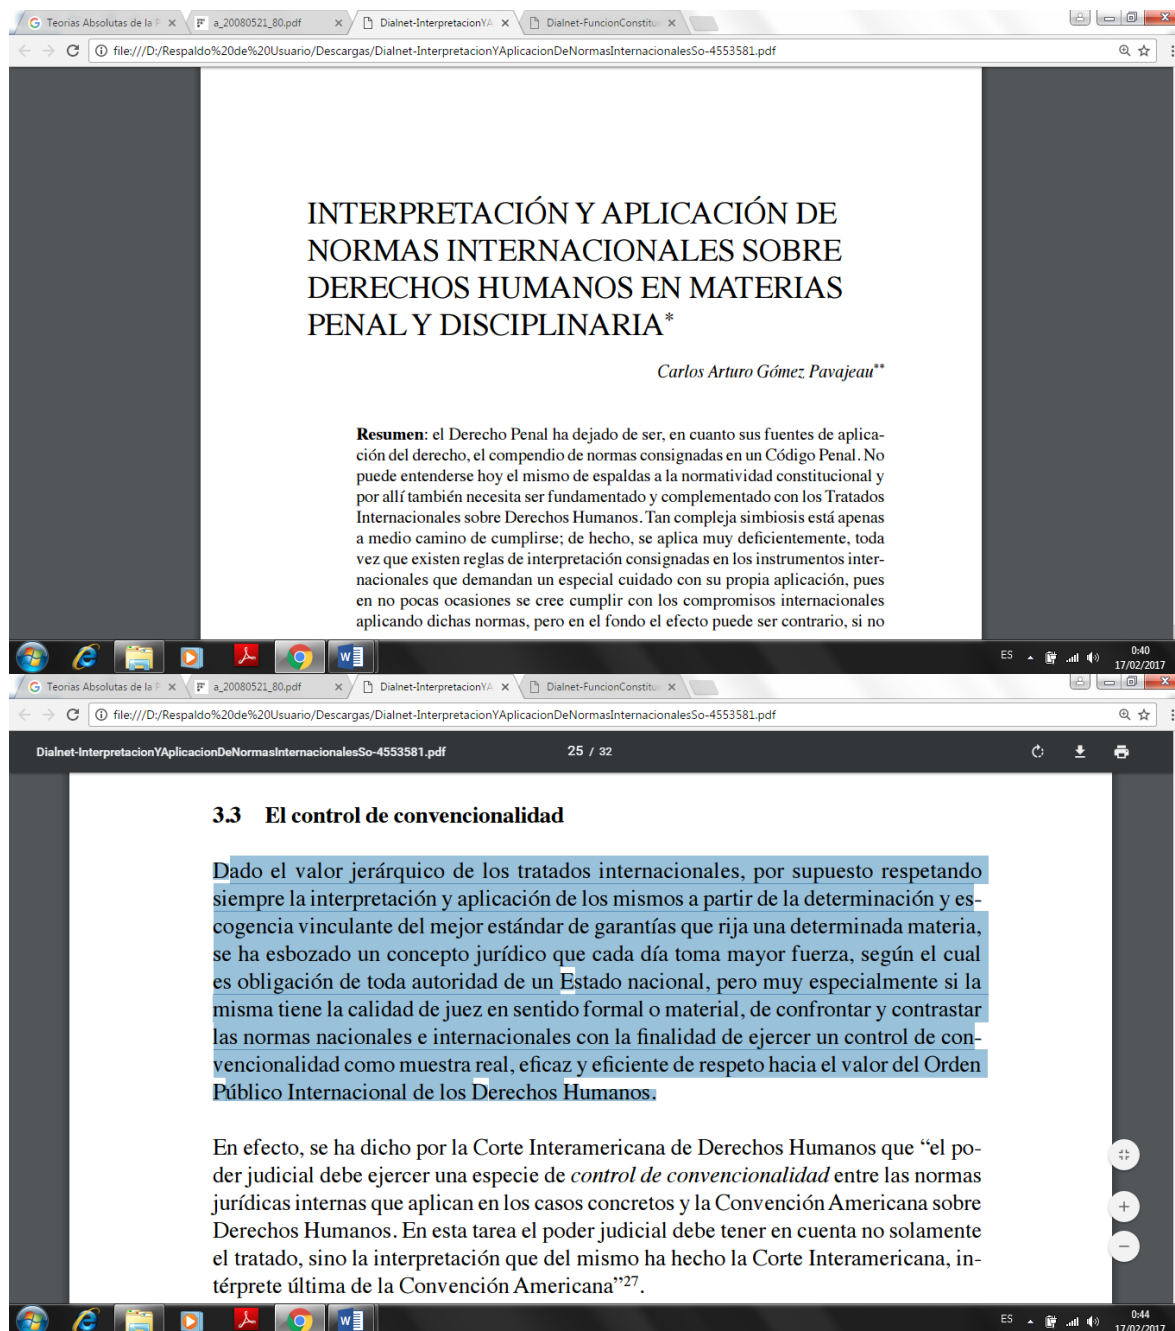 Teorias Absolutas de la P
a_20080521_80.pdf
Dialnet-InterpretacionYA
Dialnet-FuncionConstitu
file:///D:/Respaldo%20de%20Usuario/Descargas/Dialnet-InterpretacionYAplicacionDeNormasInternacionalesSo-4553581.pdf
INTERPRETACIÓN Y APLICACIÓN DE
NORMAS INTERNACIONALES SOBRE
DERECHOS HUMANOS EN MATERIAS
PENAL Y DISCIPLINARIA*
Carlos Arturo Gómez Pavajeau**
Resumen: el Derecho Penal ha dejado de ser, en cuanto sus fuentes de aplica-
ción del derecho, el compendio de normas consignadas en un Código Penal. No
puede entenderse hoy el mismo de espaldas a la normatividad constitucional y
por allí también necesita ser fundamentado y complementado con los Tratados
Internacionales sobre Derechos Humanos. Tan compleja simbiosis está apenas
a medio camino de cumplirse; de hecho, se aplica muy deficientemente, toda
vez que existen reglas de interpretación consignadas en los instrumentos inter-
nacionales que demandan un especial cuidado con su propia aplicación, pues
en no pocas ocasiones se cree cumplir con los compromisos internacionales
aplicando dichas normas, pero en el fondo el efecto puede ser contrario, si no
ES
0:40
17/02/2017
Teorias Absolutas de la P
a_20080521_80.pdf
Dialnet-InterpretacionYA
Dialnet-FuncionConstitu
file:///D:/Respaldo%20de%20Usuario/Descargas/Dialnet-InterpretacionYAplicacionDeNormasInternacionalesSo-4553581.pdf
Dialnet-InterpretacionYAplicacionDeNormasInternacionalesSo-4553581.pdf
25 / 32
3.3 El control de convencionalidad
Dado el valor jerárquico de los tratados internacionales, por supuesto respetando
siempre la interpretación y aplicación de los mismos a partir de la determinación y es-
cogencia vinculante del mejor estándar de garantías que rija una determinada materia,
se ha esbozado un concepto jurídico que cada día toma mayor fuerza, según el cual
es obligación de toda autoridad de un Estado nacional, pero muy especialmente si la
misma tiene la calidad de juez en sentido formal o material, de confrontar y contrastar
las normas nacionales e internacionales con la finalidad de ejercer un control de con-
vencionalidad como muestra real, eficaz y eficiente de respeto hacia el valor del Orden
Público Internacional de los Derechos Humanos.
En efecto, se ha dicho por la Corte Interamericana de Derechos Humanos que “el po-
der judicial debe ejercer una especie de control de convencionalidad entre las normas
jurídicas internas que aplican en los casos concretos y la Convención Americana sobre
Derechos Humanos. En esta tarea el poder judicial debe tener en cuenta no solamente
el tratado, sino la interpretación que del mismo ha hecho la Corte Interamericana, in-
térprete última de la Convención Americana”27.
ES
0:44
17/02/2017